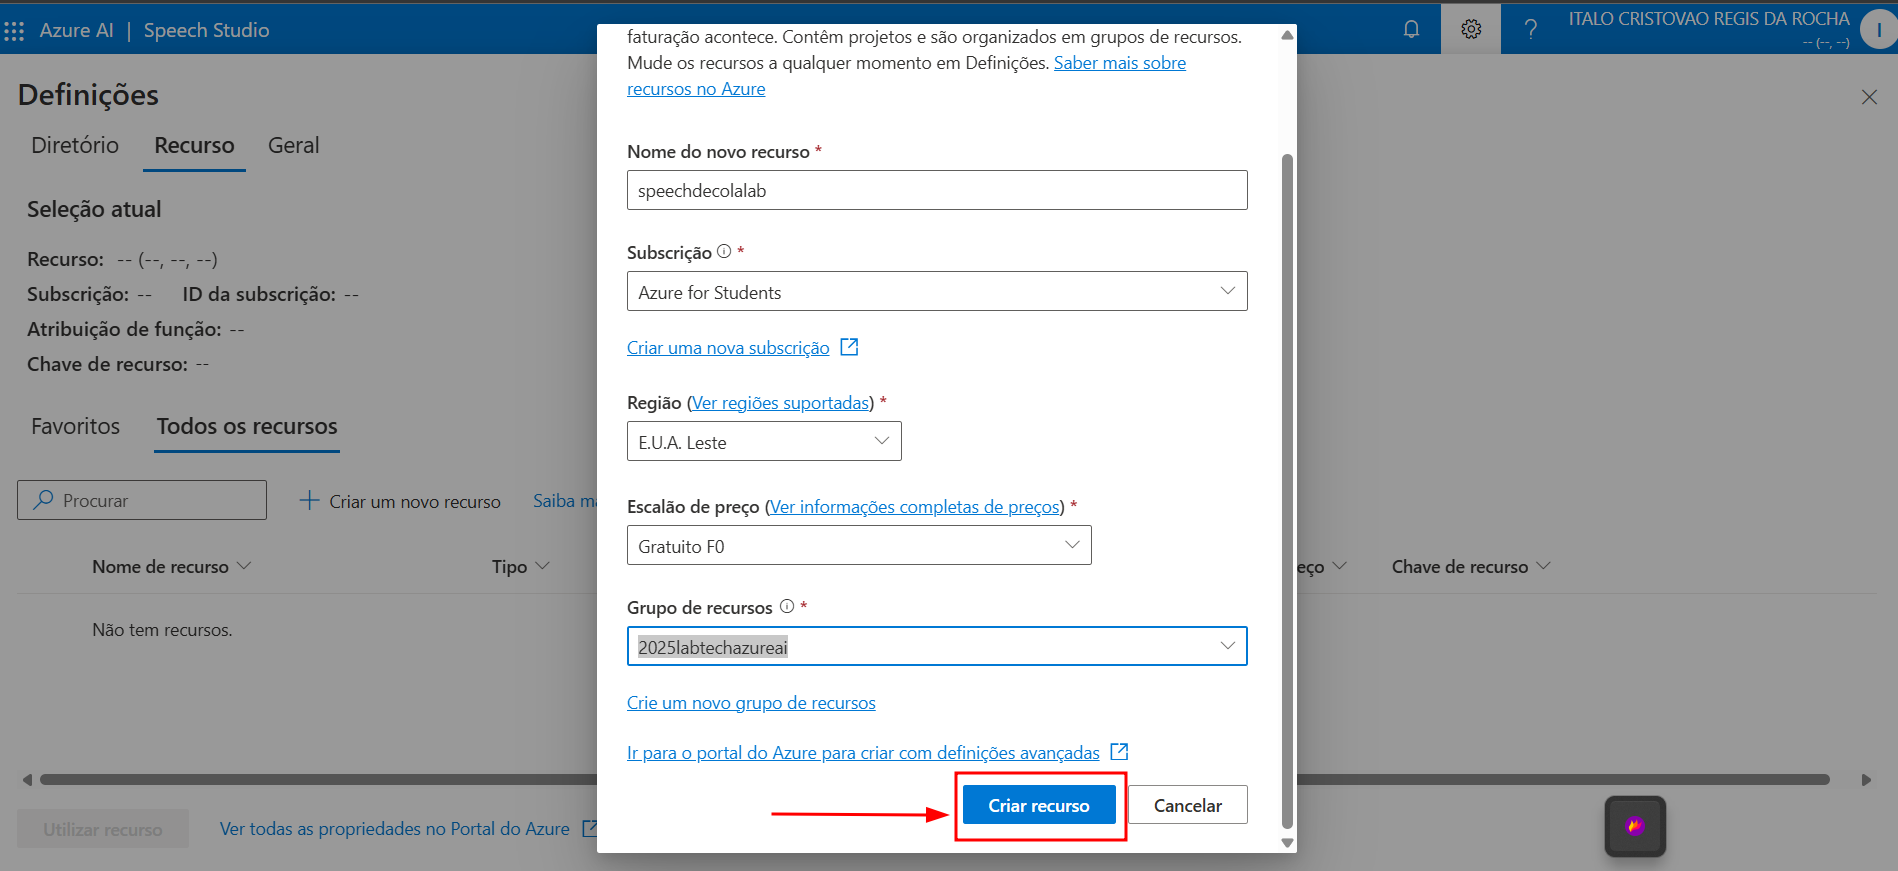 Azure AI | Speech Studio
ITALO CRISTOVAO REGIS DA ROCHA
-- (--, --)
I
Definições
Diretório Recurso Geral
Seleção atual
Recurso: -- (--, --, --)
Subscrição: -- ID da subscrição: --
Atribuição de função: --
Chave de recurso: --
Favoritos Todos os recursos
Procurar
Criar um novo recurso
Saiba
Nome de recurso Tipo
Chave de recurso
Não tem recursos.
Utilizar recurso
Ver todas as propriedades no Portal do Azure
faturação acontece. Contêm projetos e são organizados em grupos de recursos.
Mude os recursos a qualquer momento em Definições. Saber mais sobre
recursos no Azure
Nome do novo recurso *
speechdecolalab
Subscrição *
Azure for Students
Criar uma nova subscrição
Região (Ver regiões suportadas) *
E.U.A. Leste
Escalão de preço (Ver informações completas de preços) *
Gratuito F0
Grupo de recursos *
2025labtechazureai
Crie um novo grupo de recursos
Ir para o portal do Azure para criar com definições avançadas
Criar recurso
Cancelar